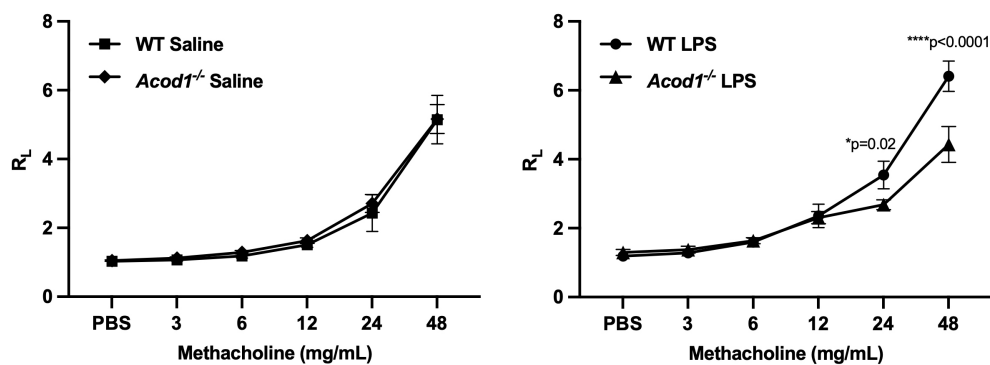 8
6
4
2
0
R_L
WT Saline
Acod1⁻/⁻ Saline
PBS 3 6 12 24 48
Methacholine (mg/mL)
8
6
4
2
0
R_L
WT LPS
Acod1⁻/⁻ LPS
****p<0.0001
*p=0.02
PBS 3 6 12 24 48
Methacholine (mg/mL)